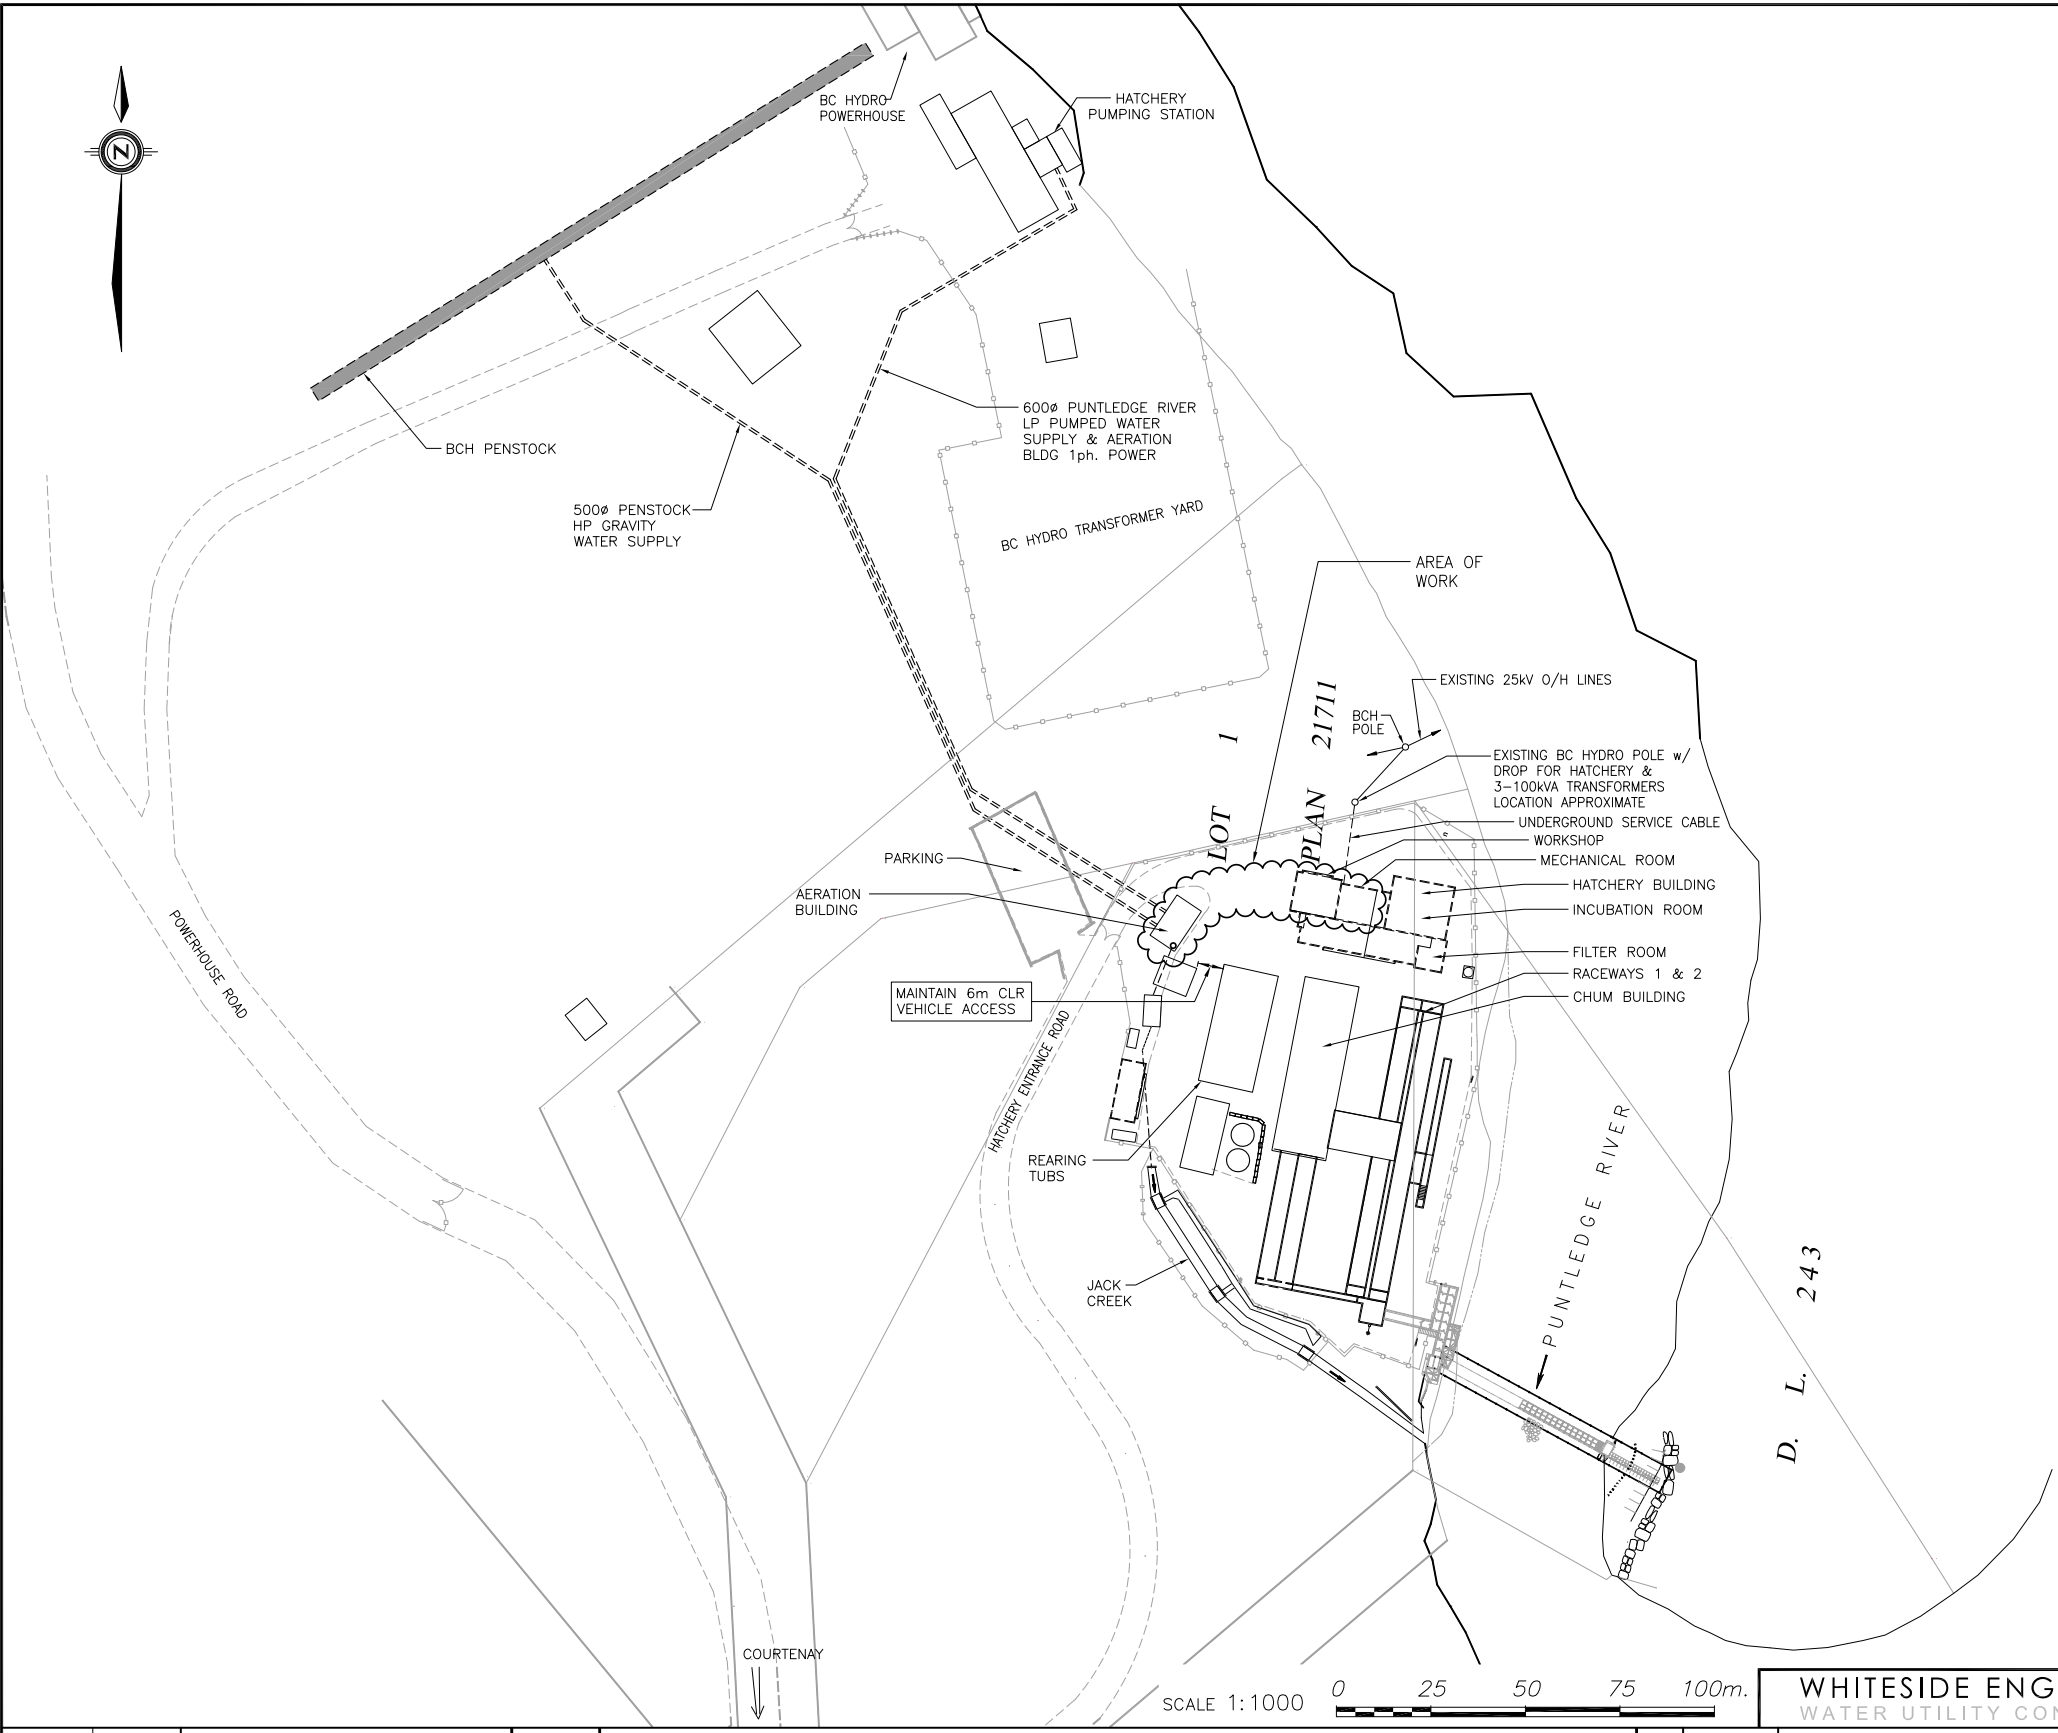 BC HYDRO
POWERHOUSE
HATCHERY
PUMPING STATION
N
BCH PENSTOCK
600ø PUNTLEDGE RIVER
LP PUMPED WATER
SUPPLY & AERATION
BLDG 1ph. POWER
500ø PENSTOCK
HP GRAVITY
WATER SUPPLY
BC HYDRO TRANSFORMER YARD
AREA OF
WORK
EXISTING 25kV O/H LINES
BCH
POLE
LOT 1
PLAN 21711
EXISTING BC HYDRO POLE w/
DROP FOR HATCHERY &
3-100kVA TRANSFORMERS
LOCATION APPROXIMATE
UNDERGROUND SERVICE CABLE
WORKSHOP
MECHANICAL ROOM
HATCHERY BUILDING
INCUBATION ROOM
FILTER ROOM
RACEWAYS 1 & 2
CHUM BUILDING
PARKING
AERATION
BUILDING
POWERHOUSE ROAD
MAINTAIN 6m CLR
VEHICLE ACCESS
HATCHERY ENTRANCE ROAD
REARING
TUBS
JACK
CREEK
PUNTLEDGE RIVER
D. L. 243
COURTENAY
SCALE 1:1000
0 25 50 75 100m.
WHITESIDE ENG
WATER UTILITY CON